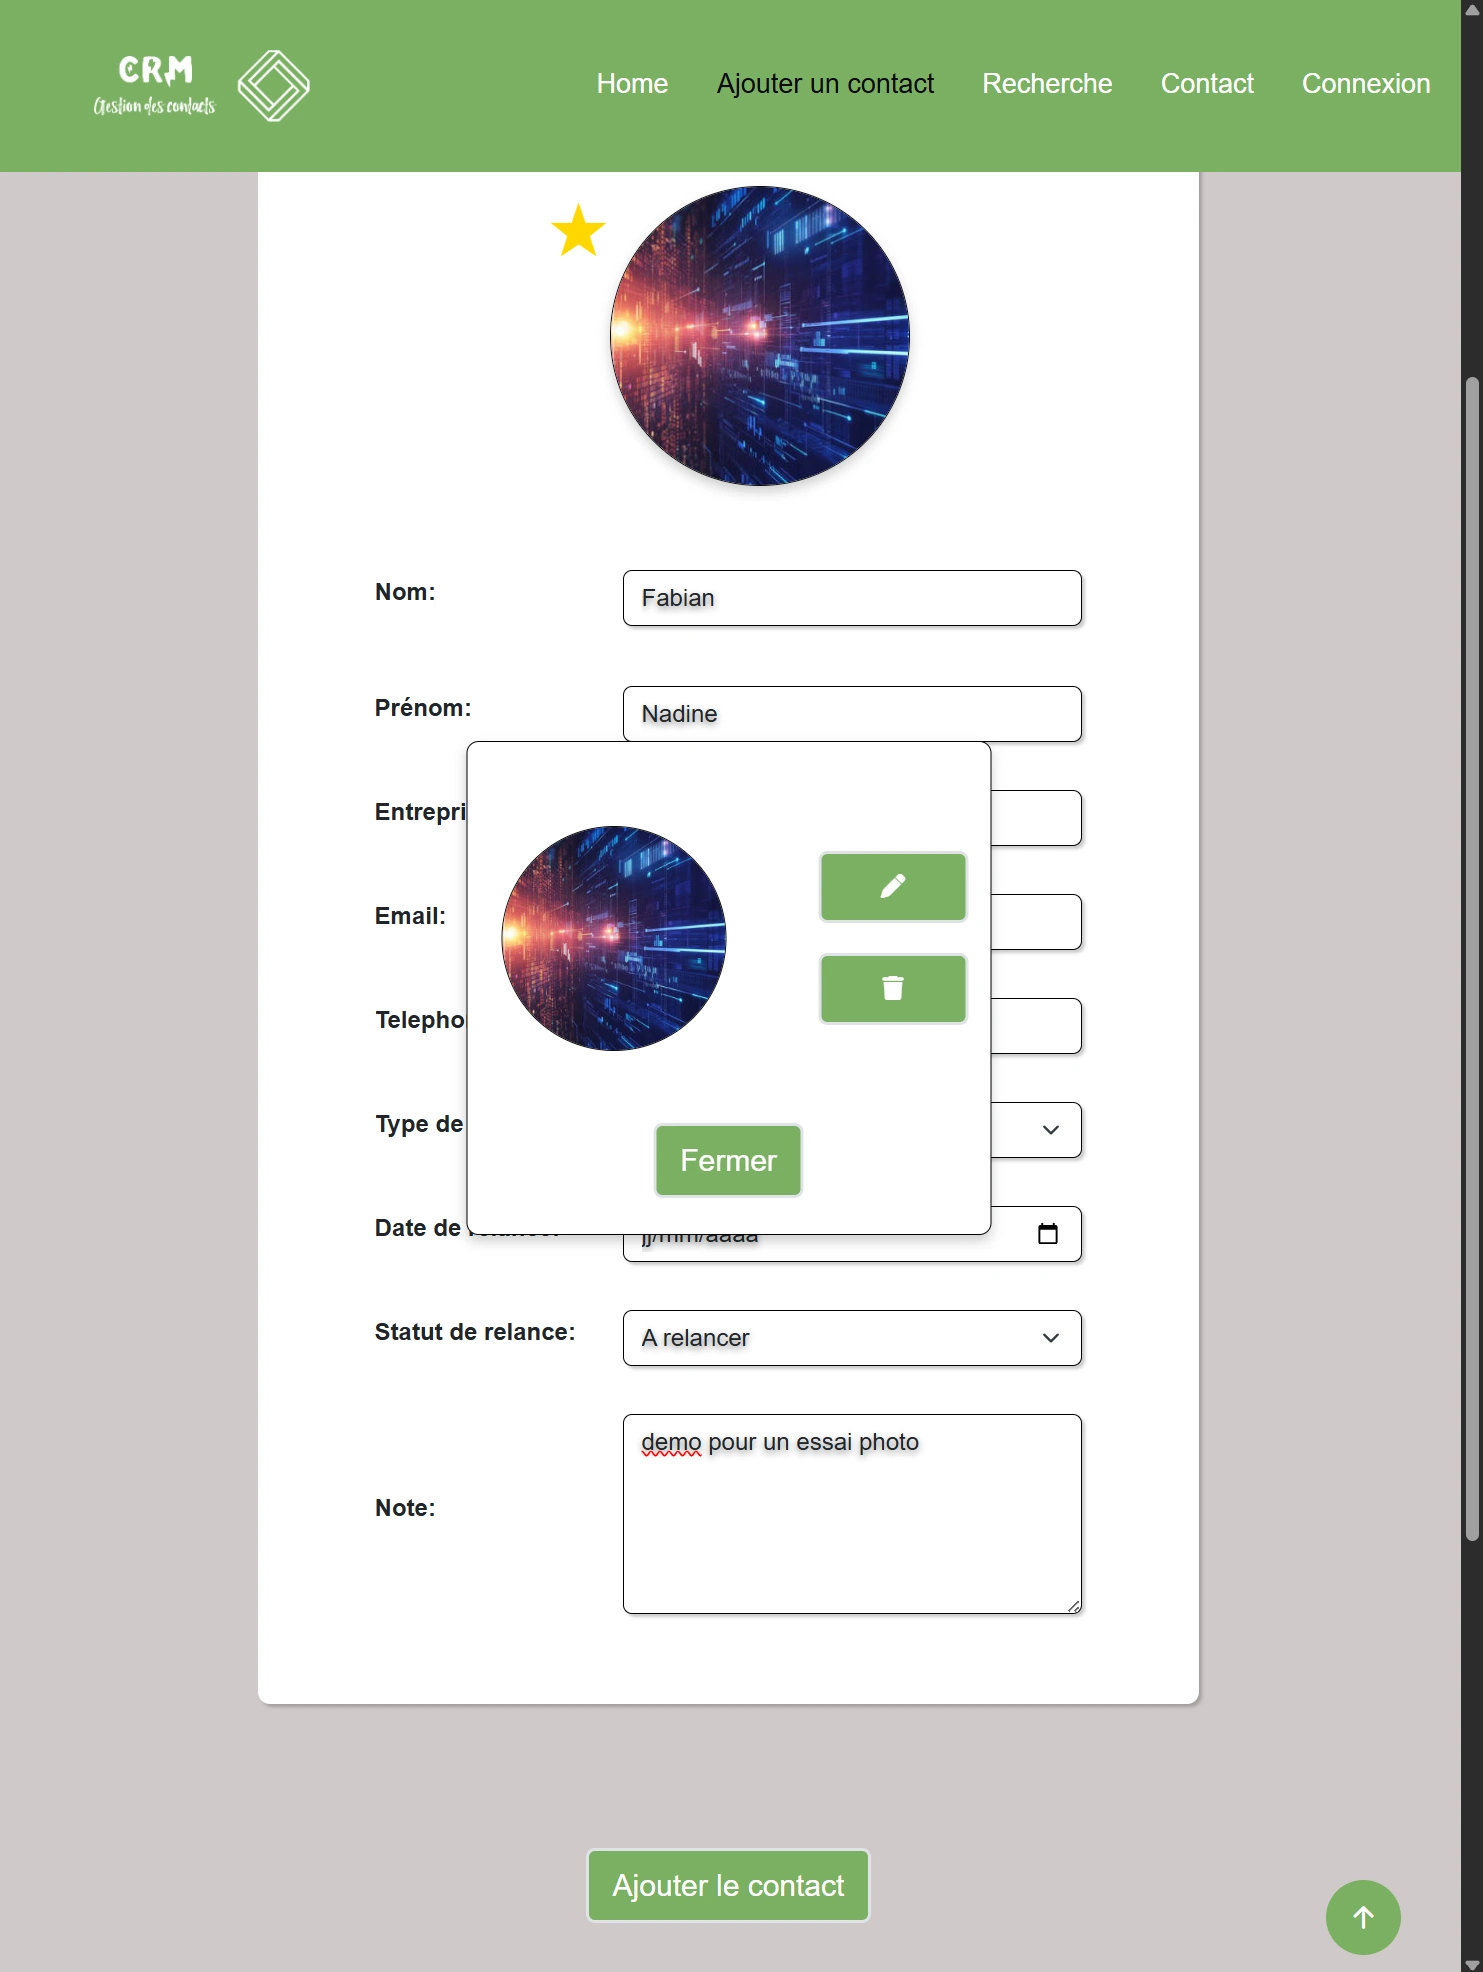 CRM
Gestion des contacts
Home
Ajouter un contact
Recherche
Contact
Connexion
Nom:
Fabian
Prénom:
Nadine
Entrepri
Email:
Telepho
Type de
Fermer
Date de
jj/mm/aaaa
Statut de relance:
A relancer
demo pour un essai photo
Note:
Ajouter le contact